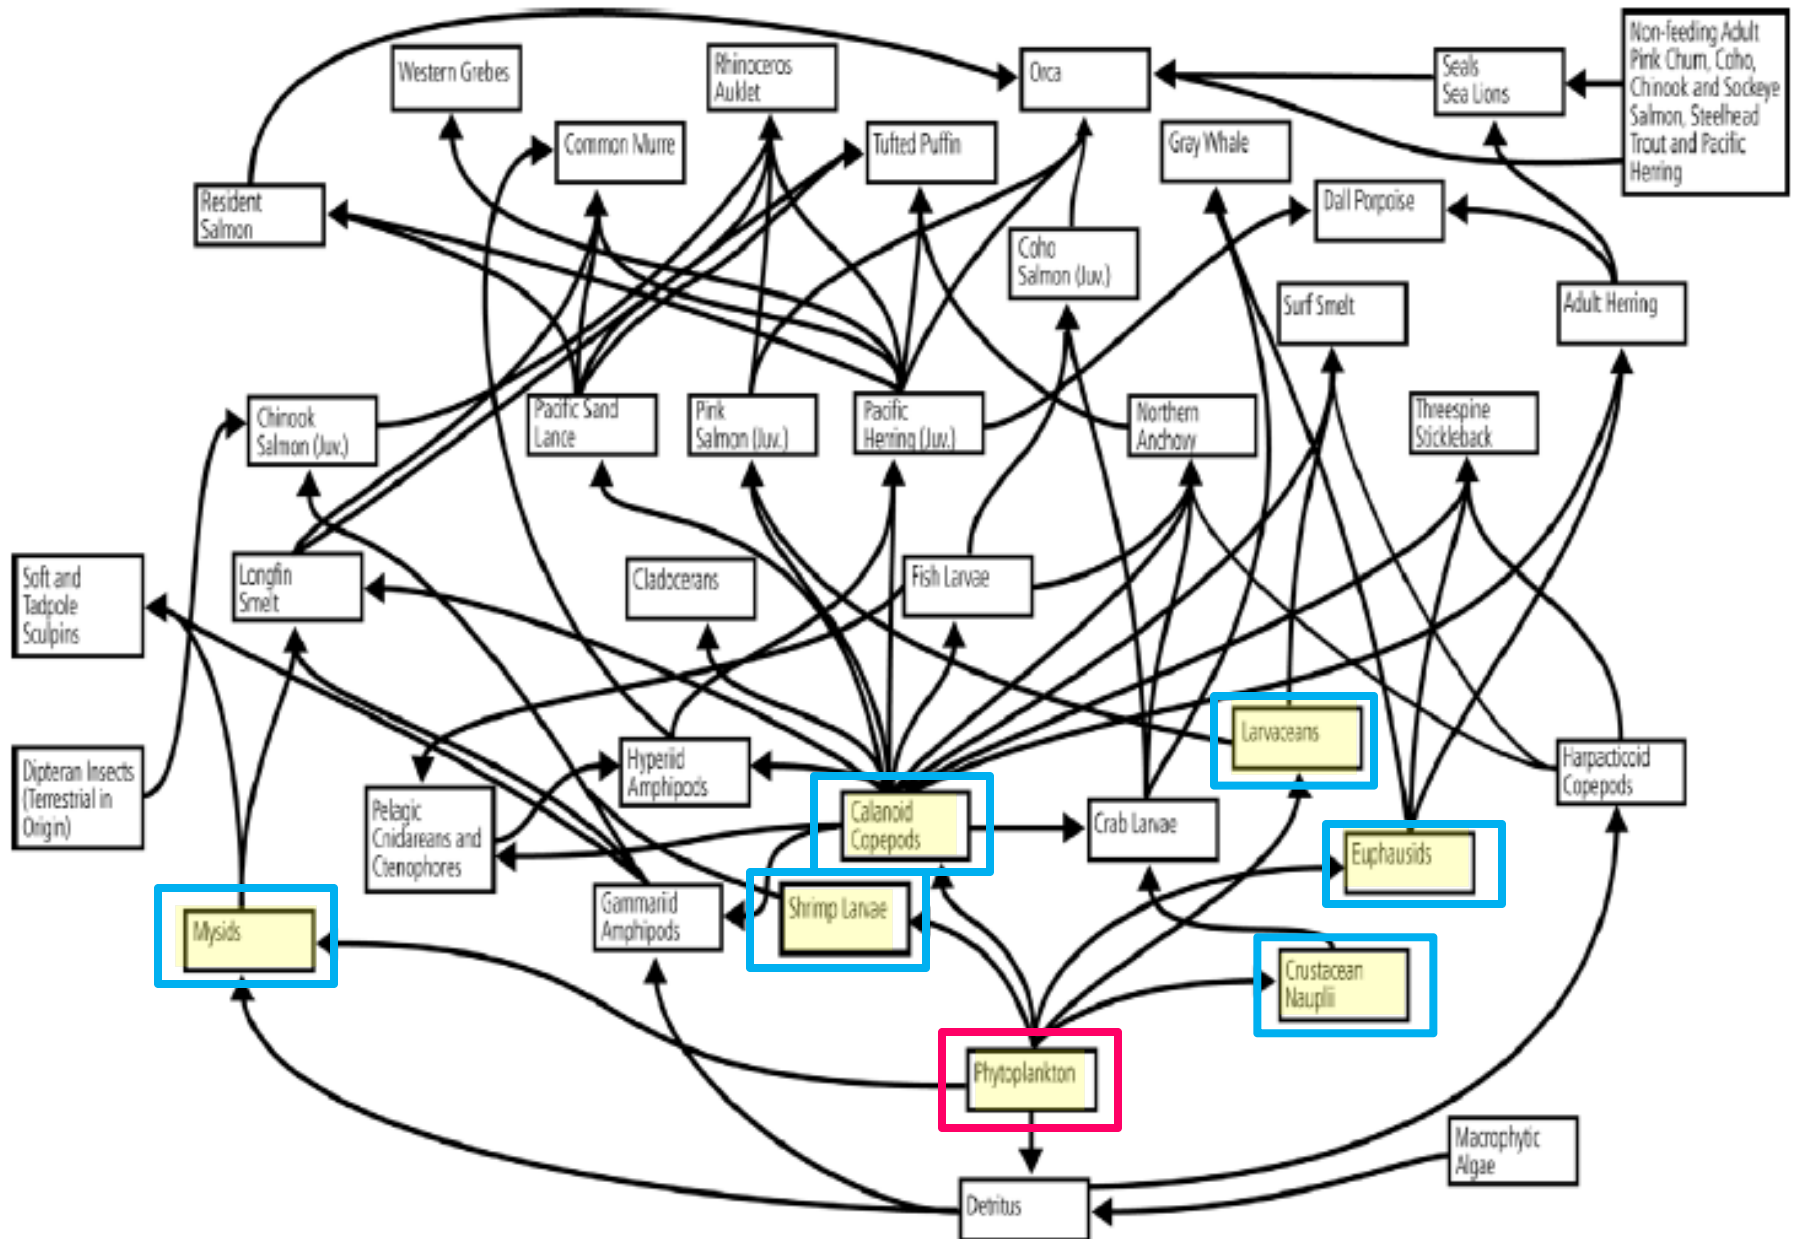 Western Grebes
Rhinoceros
Auklet
Orca
Seals
Sea Lions
Non-feeding Adult
Pink Chum, Coho,
Chinook and Sockeye
Salmon, Steelhead
Trout and Pacific
Herring
Common Murre
Tufted Puffin
Gray Whale
Resident
Salmon
Dall Porpoise
Coho
Salmon (Juv.)
Surf Smelt
Adult Herring
Chinook
Salmon (Juv.)
Pacific Sand
Lance
Pink
Salmon (Juv.)
Pacific
Herring (Juv.)
Northern
Anchovy
Threespine
Stickleback
Soft and
Tadpole
Sculpins
Longfin
Smelt
Cladocerans
Fish Larvae
Dipteran Insects
(Terrestrial in
Origin)
Pelagic
Cnidareans and
Ctenophores
Hyperiid
Amphipods
Calanoid
Copepods
Crab Larvae
Larvaceans
Harpacticoid
Copepods
Euphausids
Mysids
Gammariid
Amphipods
Shrimp Larvae
Crustacean
Nauplii
Phytoplankton
Macrophytic
Algae
Detritus